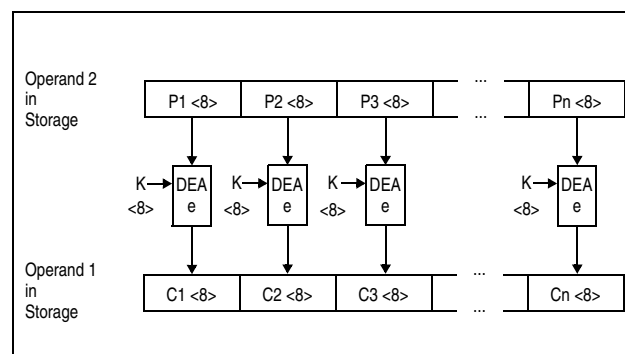 Operand 2
in
Storage
P1 <8> P2 <8> P3 <8> ... ... Pn <8>
K DEA e K DEA e K DEA e K DEA e
<8> <8> <8> <8>
Operand 1
in
Storage
C1 <8> C2 <8> C3 <8> ... ... Cn <8>